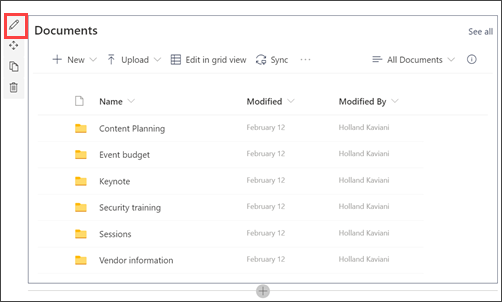 Documents
See all
New
Upload
Edit in grid view
Sync
All Documents
Name
Modified
Modified By
Content Planning
February 12
Holland Kaviani
Event budget
February 12
Holland Kaviani
Keynote
February 12
Holland Kaviani
Security training
February 12
Holland Kaviani
Sessions
February 12
Holland Kaviani
Vendor information
February 12
Holland Kaviani